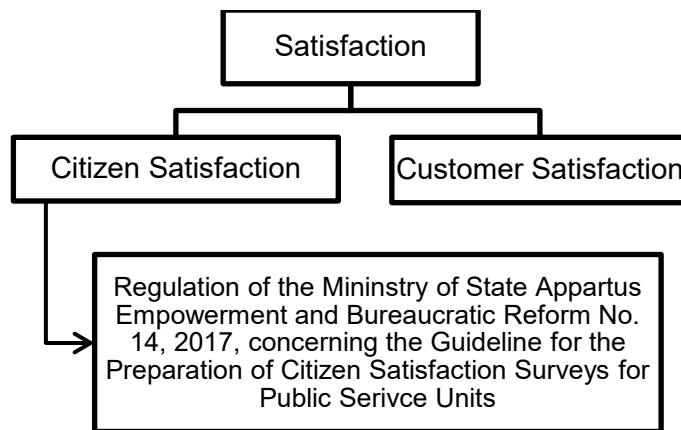 Satisfaction
Citizen Satisfaction
Customer Satisfaction
Regulation of the Mininstry of State Appartus
Empowerment and Bureaucratic Reform No.
14, 2017, concerning the Guideline for the
Preparation of Citizen Satisfaction Surveys for
Public Serivce Units